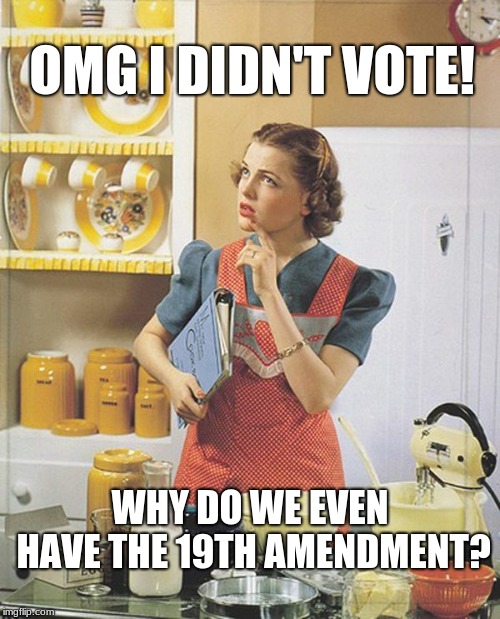 OMG I DIDN'T VOTE!
WHY DO WE EVEN
HAVE THE 19TH AMENDMENT?
imgflip.com